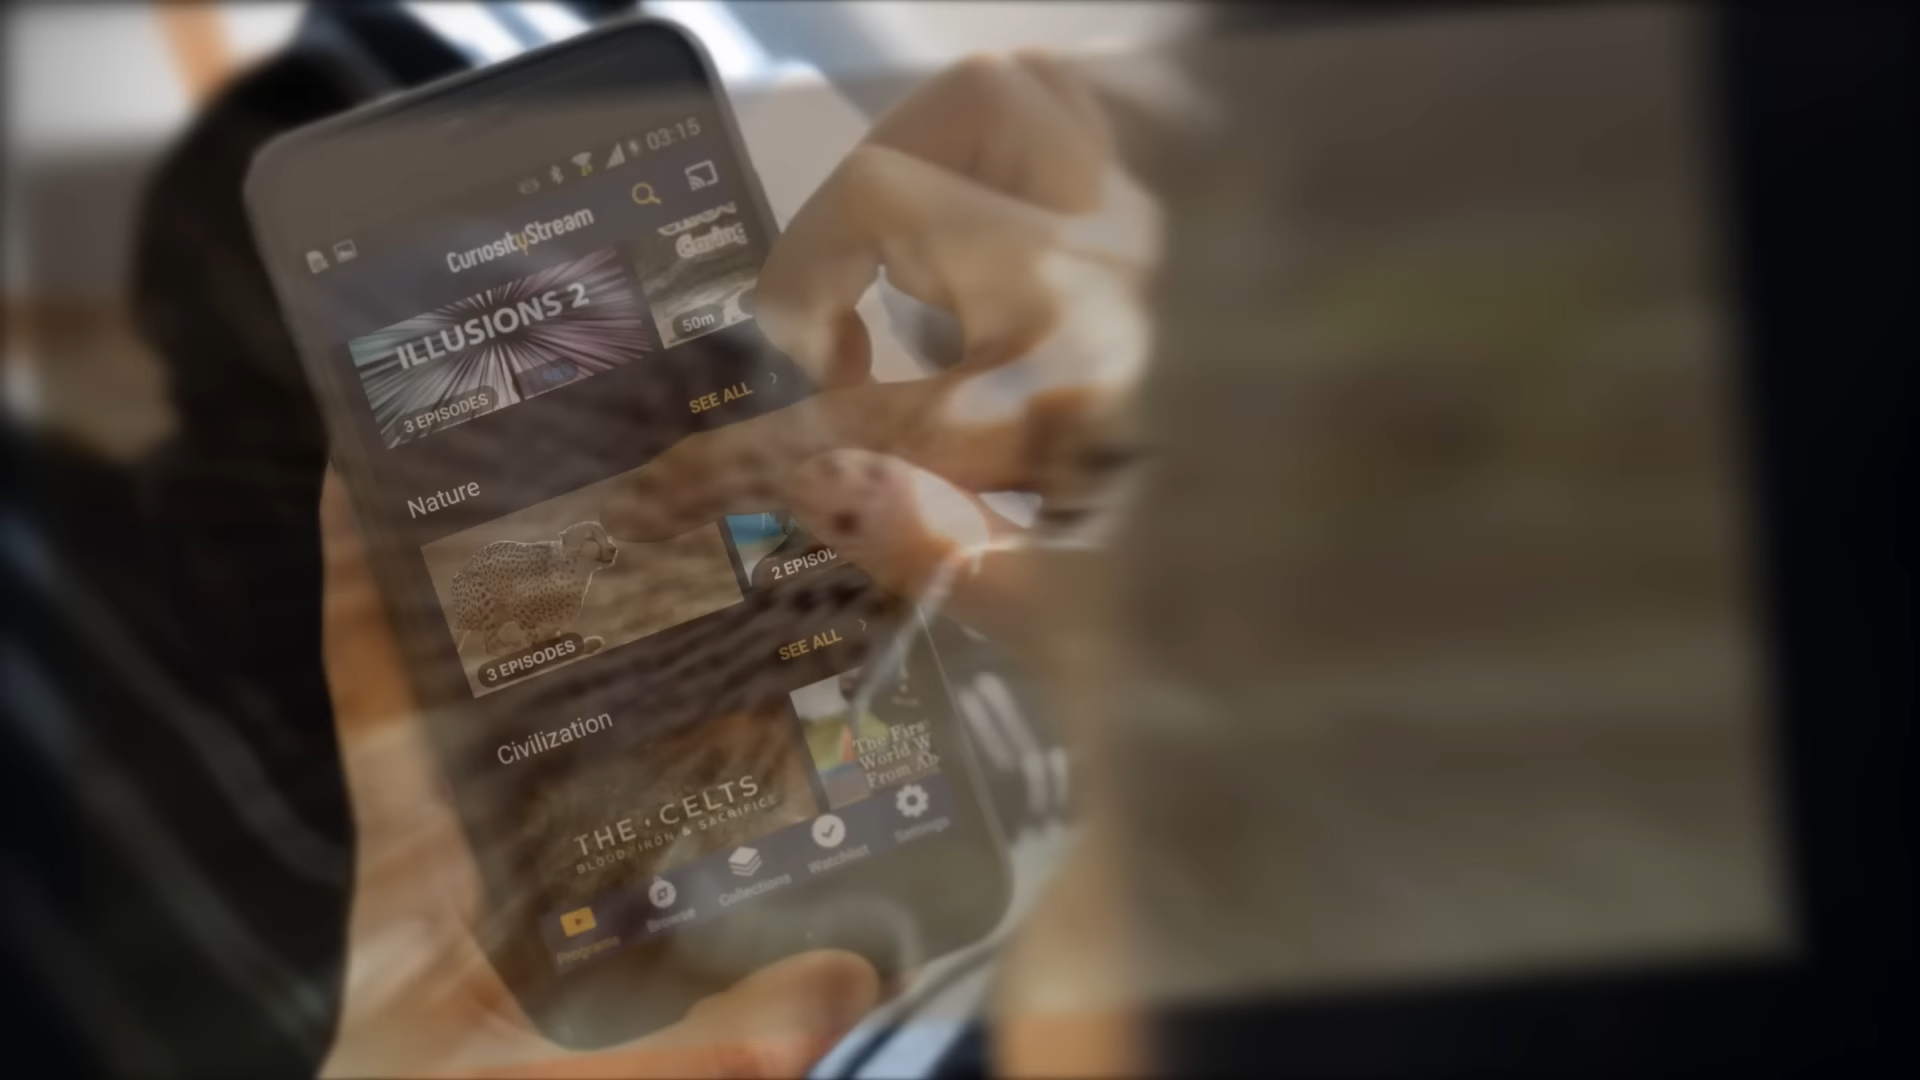 03:15
CuriosityStream
ILLUSIONS 2
3 EPISODES
50m
SEE ALL
Nature
3 EPISODES
2 EPISOD
SEE ALL
Civilization
THE CELTS
BLOOD, IRON & SACRIFICE
The Firs
World W
From Ab
Programs
Browse
Collections
Watchlist
Settings